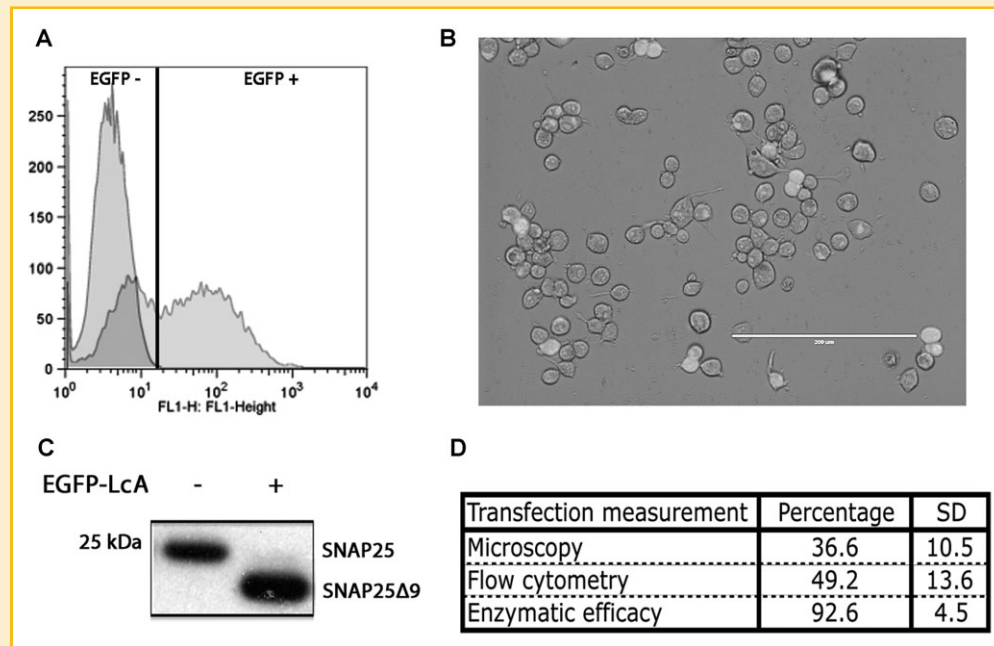 A
EGFP -
EGFP +
250
200
150
100
50
0
10^0
10^1
10^2
10^3
10^4
FL1-H: FL1-Height
B
200 um
C
EGFP-LcA - +
25 kDa
SNAP25
SNAP25Δ9
D
Transfection measurement Percentage SD
Microscopy 36.6 10.5
Flow cytometry 49.2 13.6
Enzymatic efficacy 92.6 4.5